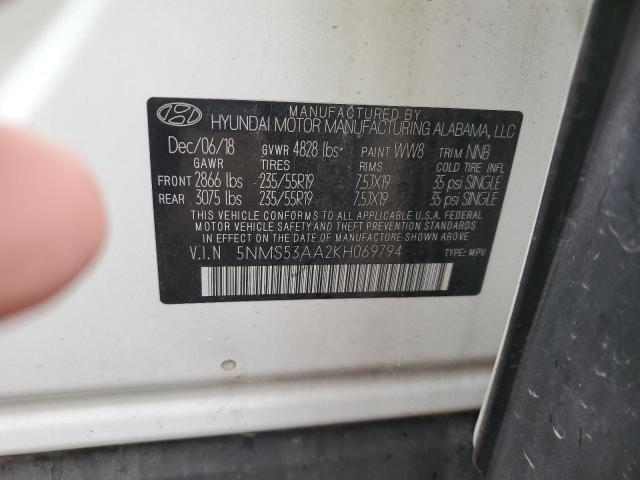 MANUFACTURED BY
HYUNDAI MOTOR MANUFACTURING ALABAMA, LLC
Dec/06/18 GVWR 4828 lbs* PAINT WW8 TRIM NNB
GAWR TIRES RIMS COLD TIRE INFL
FRONT 2866 lbs 235/55R19 7.5JX19 35 psi SINGLE
REAR 3075 lbs 235/55R19 7.5JX19 35 psi SINGLE
THIS VEHICLE CONFORMS TO ALL APPLICABLE U.S.A. FEDERAL
MOTOR VEHICLE SAFETY AND THEFT PREVENTION STANDARDS
IN EFFECT ON THE DATE OF MANUFACTURE SHOWN ABOVE.
V.I.N 5NMS53AA2KH069794 TYPE: MPV